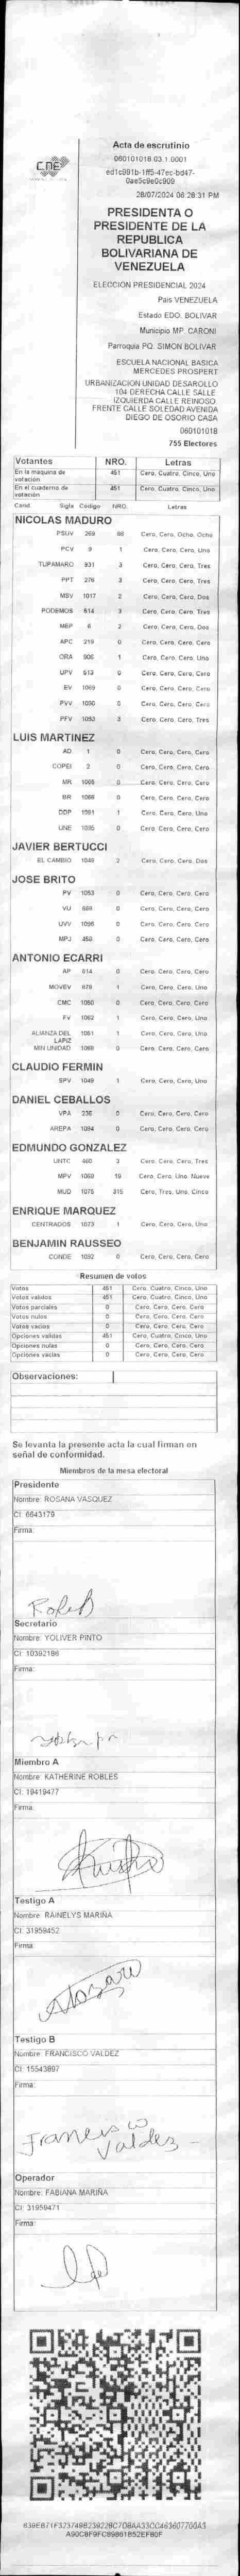 CNE
Acta de escrutinio
060101018.03.1.0001
ed1c991b-1ff5-47ec-bd47-
0ae5c9e0c909
28/07/2024 06:28:31 PM
PRESIDENTA O
PRESIDENTE DE LA
REPUBLICA
BOLIVARIANA DE
VENEZUELA
ELECCIÓN PRESIDENCIAL 2024
País VENEZUELA
Estado EDO. BOLIVAR
Municipio MP. CARONI
Parroquia PQ. SIMON BOLIVAR
ESCUELA NACIONAL BASICA
MERCEDES PROSPERT
URBANIZACION UNIDAD DESAROLLO
104 DERECHA CALLE SALLE
IZQUIERDA CALLE REINOSO.
FRENTE CALLE SOLEDAD AVENIDA
DIEGO DE OSORIO CASA
060101018
755 Electores
Votantes NRO. Letras
En la maquina de votación 451 Cero, Cuatro, Cinco, Uno
En el cuaderno de votación 451 Cero, Cuatro, Cinco, Uno
Cand. Sigla Código NRO. Letras
NICOLAS MADURO
PSUV 269 88 Cero, Cero, Ocho, Ocho
PCV 9 1 Cero, Cero, Cero, Uno
TUPAMARO 931 3 Cero, Cero, Cero, Tres
PPT 276 3 Cero, Cero, Cero, Tres
MSV 1017 2 Cero, Cero, Cero, Dos
PODEMOS 614 3 Cero, Cero, Cero, Tres
MEP 6 2 Cero, Cero, Cero, Dos
APC 219 0 Cero, Cero, Cero, Cero
ORA 906 1 Cero, Cero, Cero, Uno
UPV 613 0 Cero, Cero, Cero, Cero
EV 1069 0 Cero, Cero, Cero, Cero
PVV 1090 0 Cero, Cero, Cero, Cero
PFV 1093 3 Cero, Cero, Cero, Tres
LUIS MARTINEZ
AD 1 0 Cero, Cero, Cero, Cero
COPEI 2 0 Cero, Cero, Cero, Cero
MR 1065 0 Cero, Cero, Cero, Cero
BR 1066 0 Cero, Cero, Cero, Cero
DDP 1091 1 Cero, Cero, Cero, Uno
UNE 1095 0 Cero, Cero, Cero, Cero
JAVIER BERTUCCI
EL CAMBIO 1048 2 Cero, Cero, Cero, Dos
JOSE BRITO
PV 1053 0 Cero, Cero, Cero, Cero
VU 888 0 Cero, Cero, Cero, Cero
UVV 1096 0 Cero, Cero, Cero, Cero
MPJ 450 0 Cero, Cero, Cero, Cero
ANTONIO ECARRI
AP 814 0 Cero, Cero, Cero, Cero
MOVEV 878 1 Cero, Cero, Cero, Uno
CMC 1050 0 Cero, Cero, Cero, Cero
FV 1062 1 Cero, Cero, Cero, Uno
ALIANZA DEL LAPIZ 1051 1 Cero, Cero, Cero, Uno
MIN UNIDAD 1098 0 Cero, Cero, Cero, Cero
CLAUDIO FERMIN
SPV 1049 1 Cero, Cero, Cero, Uno
DANIEL CEBALLOS
VPA 236 0 Cero, Cero, Cero, Cero
AREPA 1094 0 Cero, Cero, Cero, Cero
EDMUNDO GONZALEZ
UNTC 460 3 Cero, Cero, Cero, Tres
MPV 1069 19 Cero, Cero, Uno, Nueve
MUD 1075 315 Cero, Tres, Uno, Cinco
ENRIQUE MARQUEZ
CENTRADOS 1073 1 Cero, Cero, Cero, Uno
BENJAMIN RAUSSEO
CONDE 1092 0 Cero, Cero, Cero, Cero
Resumen de votos
Votos 451 Cero, Cuatro, Cinco, Uno
Votos validos 451 Cero, Cuatro, Cinco, Uno
Votos parciales 0 Cero, Cero, Cero, Cero
Votos nulos 0 Cero, Cero, Cero, Cero
Votos vacios 0 Cero, Cero, Cero, Cero
Opciones validas 451 Cero, Cuatro, Cinco, Uno
Opciones nulas 0 Cero, Cero, Cero, Cero
Opciones vacias 0 Cero, Cero, Cero, Cero
Observaciones:
Se levanta la presente acta la cual firman en
señal de conformidad.
Miembros de la mesa electoral
Presidente
Nombre: ROSANA VASQUEZ
CI: 6643179
Firma:
Secretario
Nombre: YOLIVER PINTO
CI: 10392186
Firma:
Miembro A
Nombre: KATHERINE ROBLES
CI: 19419477
Firma:
Testigo A
Nombre: RAINELYS MARIÑA
CI: 31959452
Firma:
Testigo B
Nombre: FRANCISCO VALDEZ
CI: 15543897
Firma:
Francisco
Valdez
Operador
Nombre: FABIANA MARIÑA
CI: 31959471
Firma: